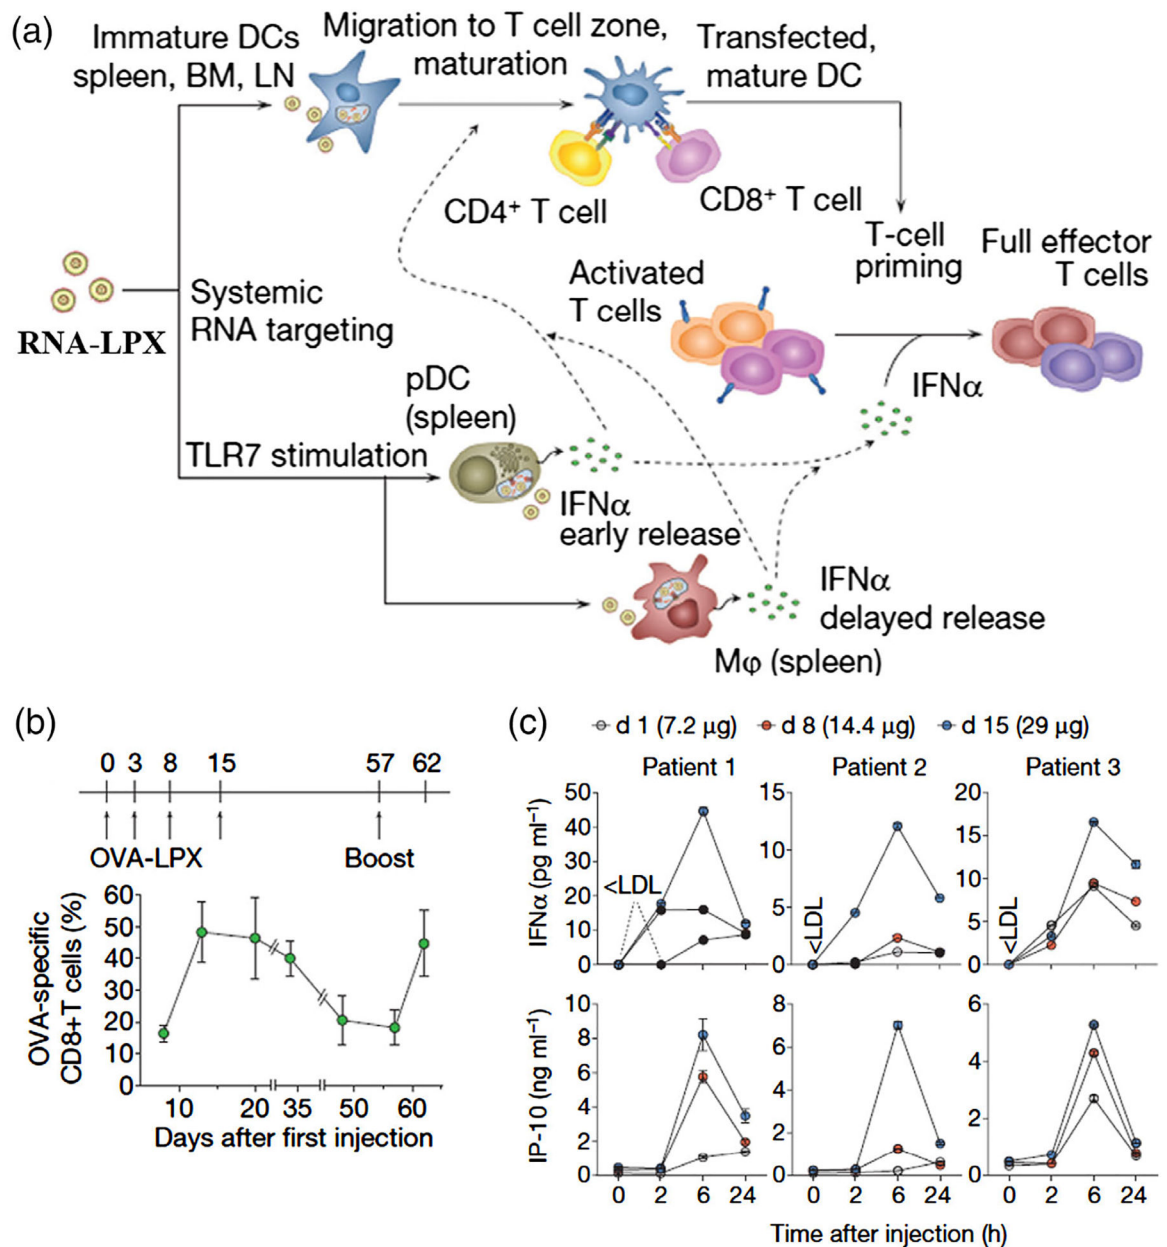 (a)
Immature DCs
spleen, BM, LN
Migration to T cell zone,
maturation
Transfected,
mature DC
CD4+ T cell
CD8+ T cell
T-cell
priming
Full effector
T cells
Activated
T cells
RNA-LPX
Systemic
RNA targeting
pDC
(spleen)
IFNα
TLR7 stimulation
IFNα
early release
IFNα
delayed release
Mφ (spleen)
(b)
0 3 8 15 57 62
OVA-LPX Boost
OVA-specific
CD8+T cells (%)
60
50
40
30
20
10
0
10 20 35 50 60
Days after first injection
(c)
d 1 (7.2 µg) d 8 (14.4 µg) d 15 (29 µg)
Patient 1 Patient 2 Patient 3
IFNα (pg ml−1)
50
40
30
20
10
0
<LDL
15
10
5
0
<LDL
20
15
10
5
0
<LDL
IP-10 (ng ml−1)
10
8
6
4
2
0
8
6
4
2
0
6
4
2
0
0 2 6 24 0 2 6 24 0 2 6 24
Time after injection (h)